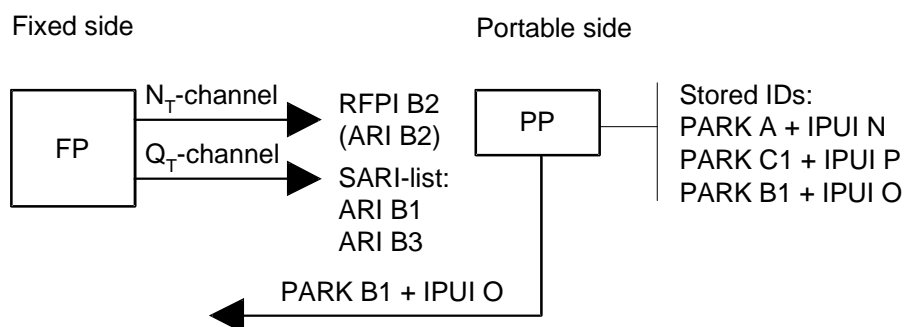 Fixed side
Portable side
FP
N_T-channel
Q_T-channel
RFPI B2
(ARI B2)
SARI-list:
ARI B1
ARI B3
PP
Stored IDs:
PARK A + IPUI N
PARK C1 + IPUI P
PARK B1 + IPUI O
PARK B1 + IPUI O